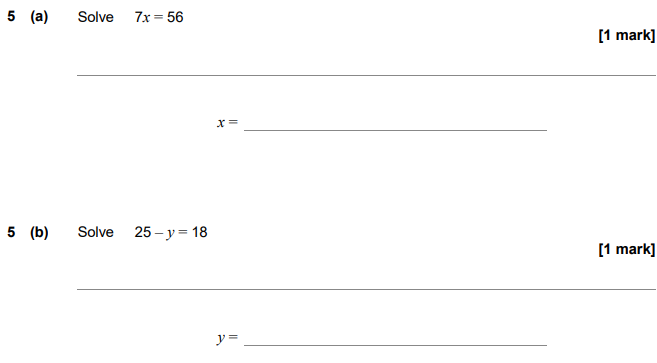 5 (a) Solve 7x = 56
[1 mark]
x =
5 (b) Solve 25 – y = 18
[1 mark]
y =